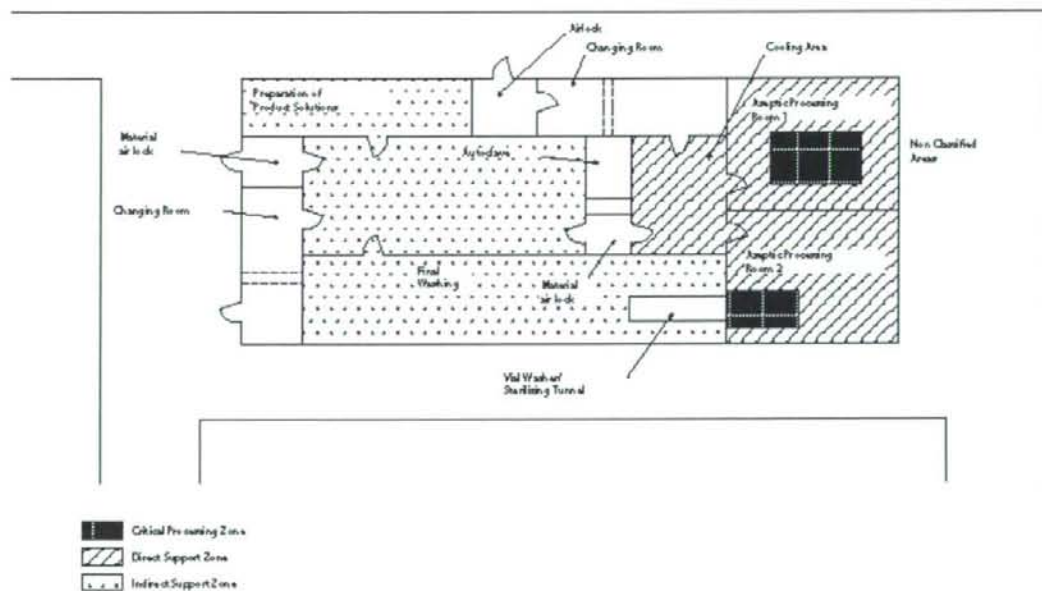 Airlock
Changing Room
Cooling Area
Preparation of
Product Solutions
Aseptic Processing
Room 1
Material
air lock
Autoclave
Non Classified
Areas
Changing Room
Aseptic Processing
Room 2
Final
Washing
Material
air lock
Vial Washer/
Sterilizing Tunnel
Critical Processing Zone
Direct Support Zone
Indirect Support Zone